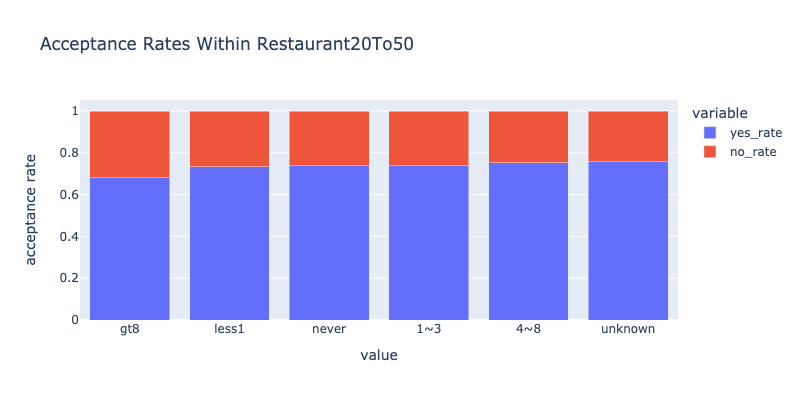 Acceptance Rates Within Restaurant20To50
variable
yes_rate
no_rate
acceptance rate
1
0.8
0.6
0.4
0.2
0
gt8
less1
never
1~3
4~8
unknown
value